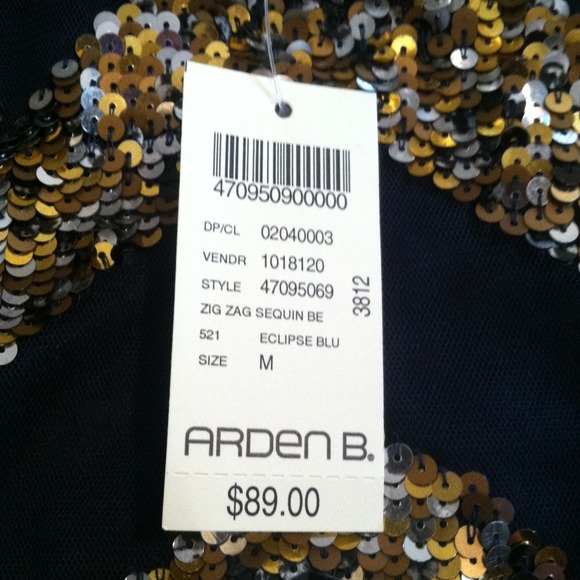 470950900000
DP/CL 02040003
VENDR 1018120
STYLE 47095069
3812
ZIG ZAG SEQUIN BE
521 ECLIPSE BLU
SIZE M
ARDEN B.®
$89.00